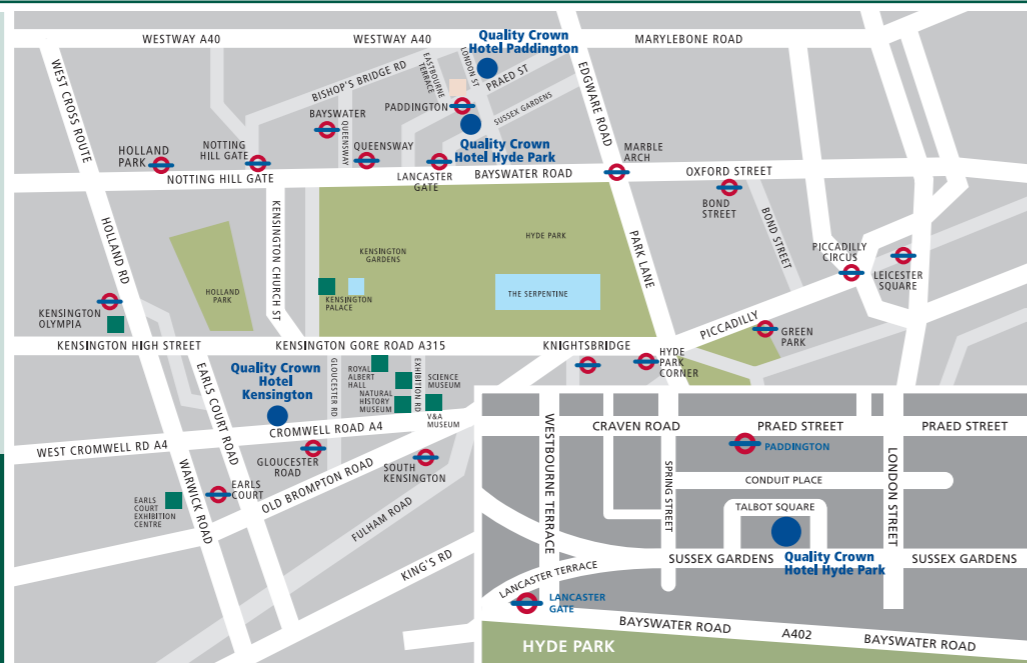 WESTWAY A40
WESTWAY A40
Quality Crown
Hotel Paddington
MARYLEBONE ROAD
WEST CROSS ROUTE
BISHOP'S BRIDGE RD
EASTBOURNE
TERRACE
LONDON ST
PRAED ST
EDGWARE ROAD
PADDINGTON
SUSSEX GARDENS
BAYSWATER
QUEENSWAY
QUEENSWAY
Quality Crown
Hotel Hyde Park
HOLLAND
PARK
NOTTING
HILL GATE
MARBLE
ARCH
NOTTING HILL GATE
LANCASTER
GATE
BAYSWATER ROAD
OXFORD STREET
BOND
STREET
BOND STREET
HOLLAND RD
KENSINGTON CHURCH ST
KENSINGTON
GARDENS
HYDE PARK
PARK LANE
PICCADILLY
CIRCUS
LEICESTER
SQUARE
HOLLAND
PARK
KENSINGTON
PALACE
THE SERPENTINE
KENSINGTON
OLYMPIA
PICCADILLY
GREEN
PARK
KENSINGTON HIGH STREET
KENSINGTON GORE ROAD A315
KNIGHTSBRIDGE
HYDE
PARK
CORNER
Quality Crown
Hotel
Kensington
EARLS COURT ROAD
GLOUCESTER RD
ROYAL
ALBERT
HALL
NATURAL
HISTORY
MUSEUM
EXHIBITION RD
SCIENCE
MUSEUM
V&A
MUSEUM
WEST CROMWELL RD A4
CROMWELL ROAD A4
GLOUCESTER
ROAD
SOUTH
KENSINGTON
WARWICK ROAD
EARLS
COURT
OLD BROMPTON ROAD
EARLS
COURT
EXHIBITION
CENTRE
FULHAM ROAD
KING'S RD
WESTBOURNE TERRACE
CRAVEN ROAD
PRAED STREET
PRAED STREET
PADDINGTON
SPRING STREET
CONDUIT PLACE
LONDON STREET
TALBOT SQUARE
SUSSEX GARDENS
Quality Crown
Hotel Hyde Park
SUSSEX GARDENS
LANCASTER TERRACE
LANCASTER
GATE
BAYSWATER ROAD
A402
BAYSWATER ROAD
HYDE PARK